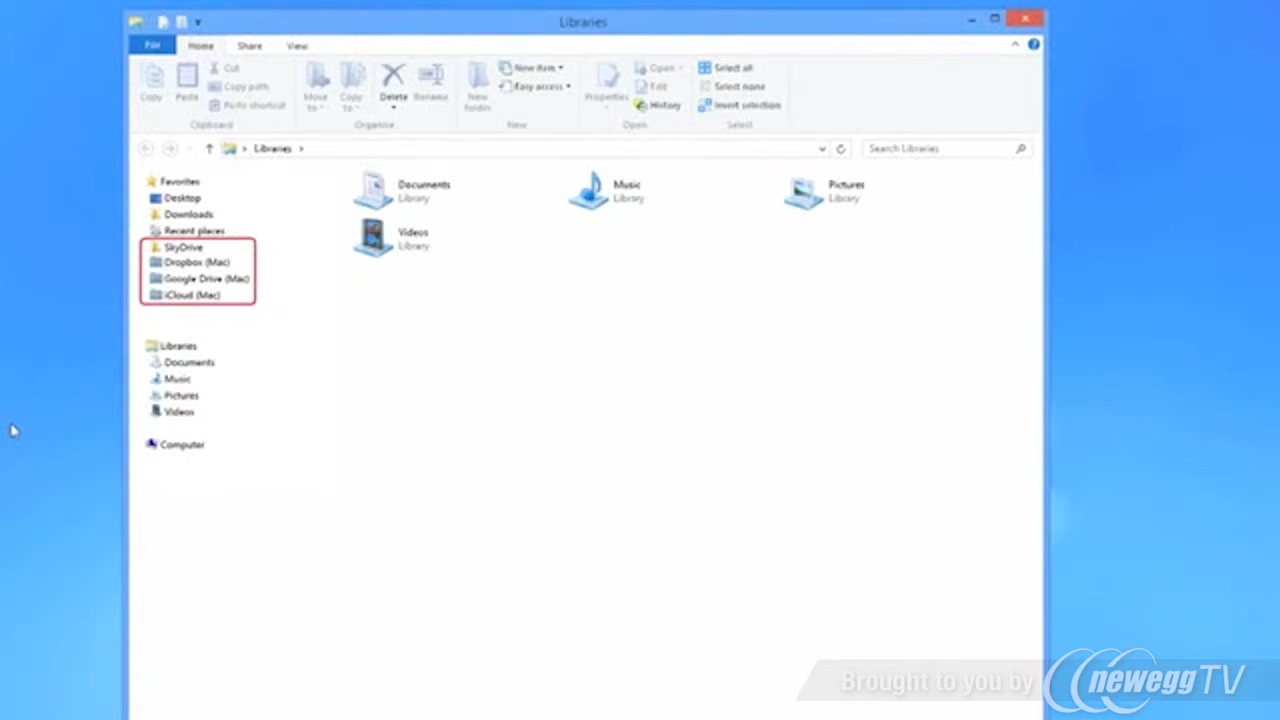 Libraries
File Home Share View
Copy
Paste
Cut
Copy path
Paste shortcut
Clipboard
Move to
Copy to
Delete
Rename
Organise
New folder
New item
Easy access
New
Properties
Open
Edit
History
Open
Select all
Select none
Invert selection
Select
Libraries
Search Libraries
Favorites
Desktop
Downloads
Recent places
SkyDrive
Dropbox (Mac)
Google Drive (Mac)
iCloud (Mac)
Libraries
Documents
Music
Pictures
Videos
Computer
Documents
Library
Music
Library
Pictures
Library
Videos
Library
Brought to you by neweggTV